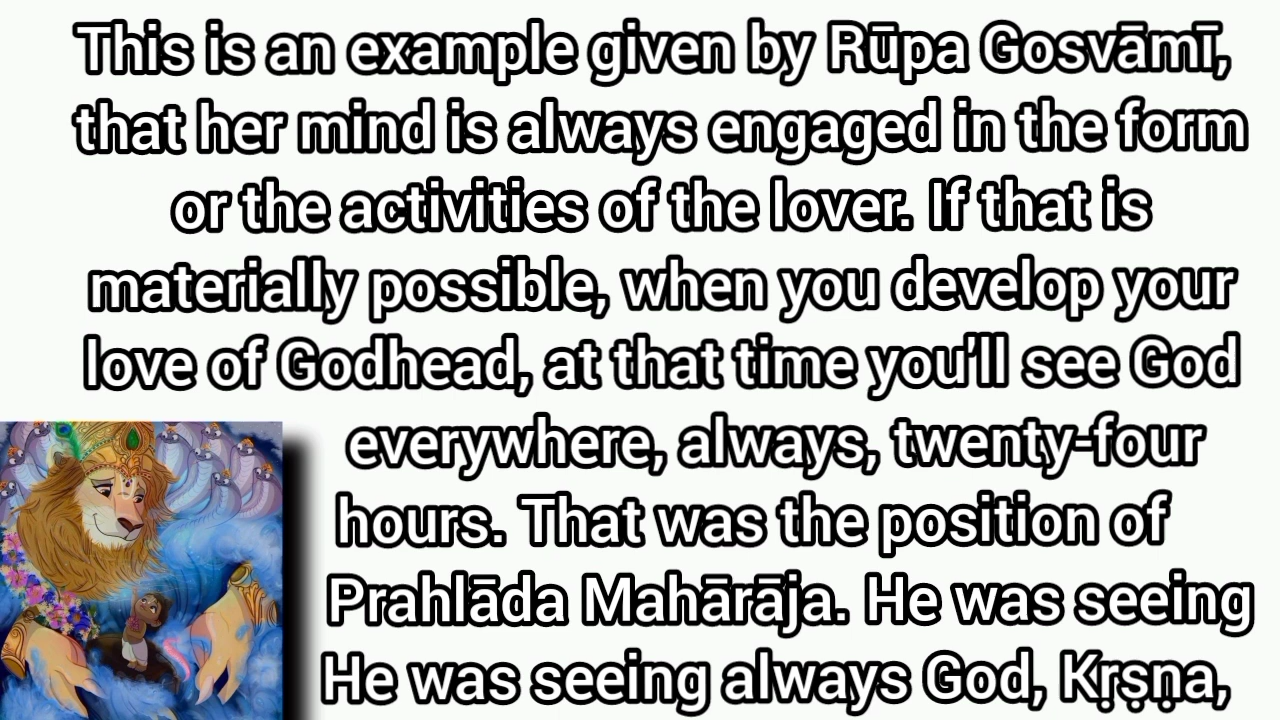 This is an example given by Rūpa Gosvāmī,
that her mind is always engaged in the form
or the activities of the lover. If that is
materially possible, when you develop your
love of Godhead, at that time you'll see God
everywhere, always, twenty-four
hours. That was the position of
Prahlāda Mahārāja. He was seeing
He was seeing always God, Kṛṣṇa,